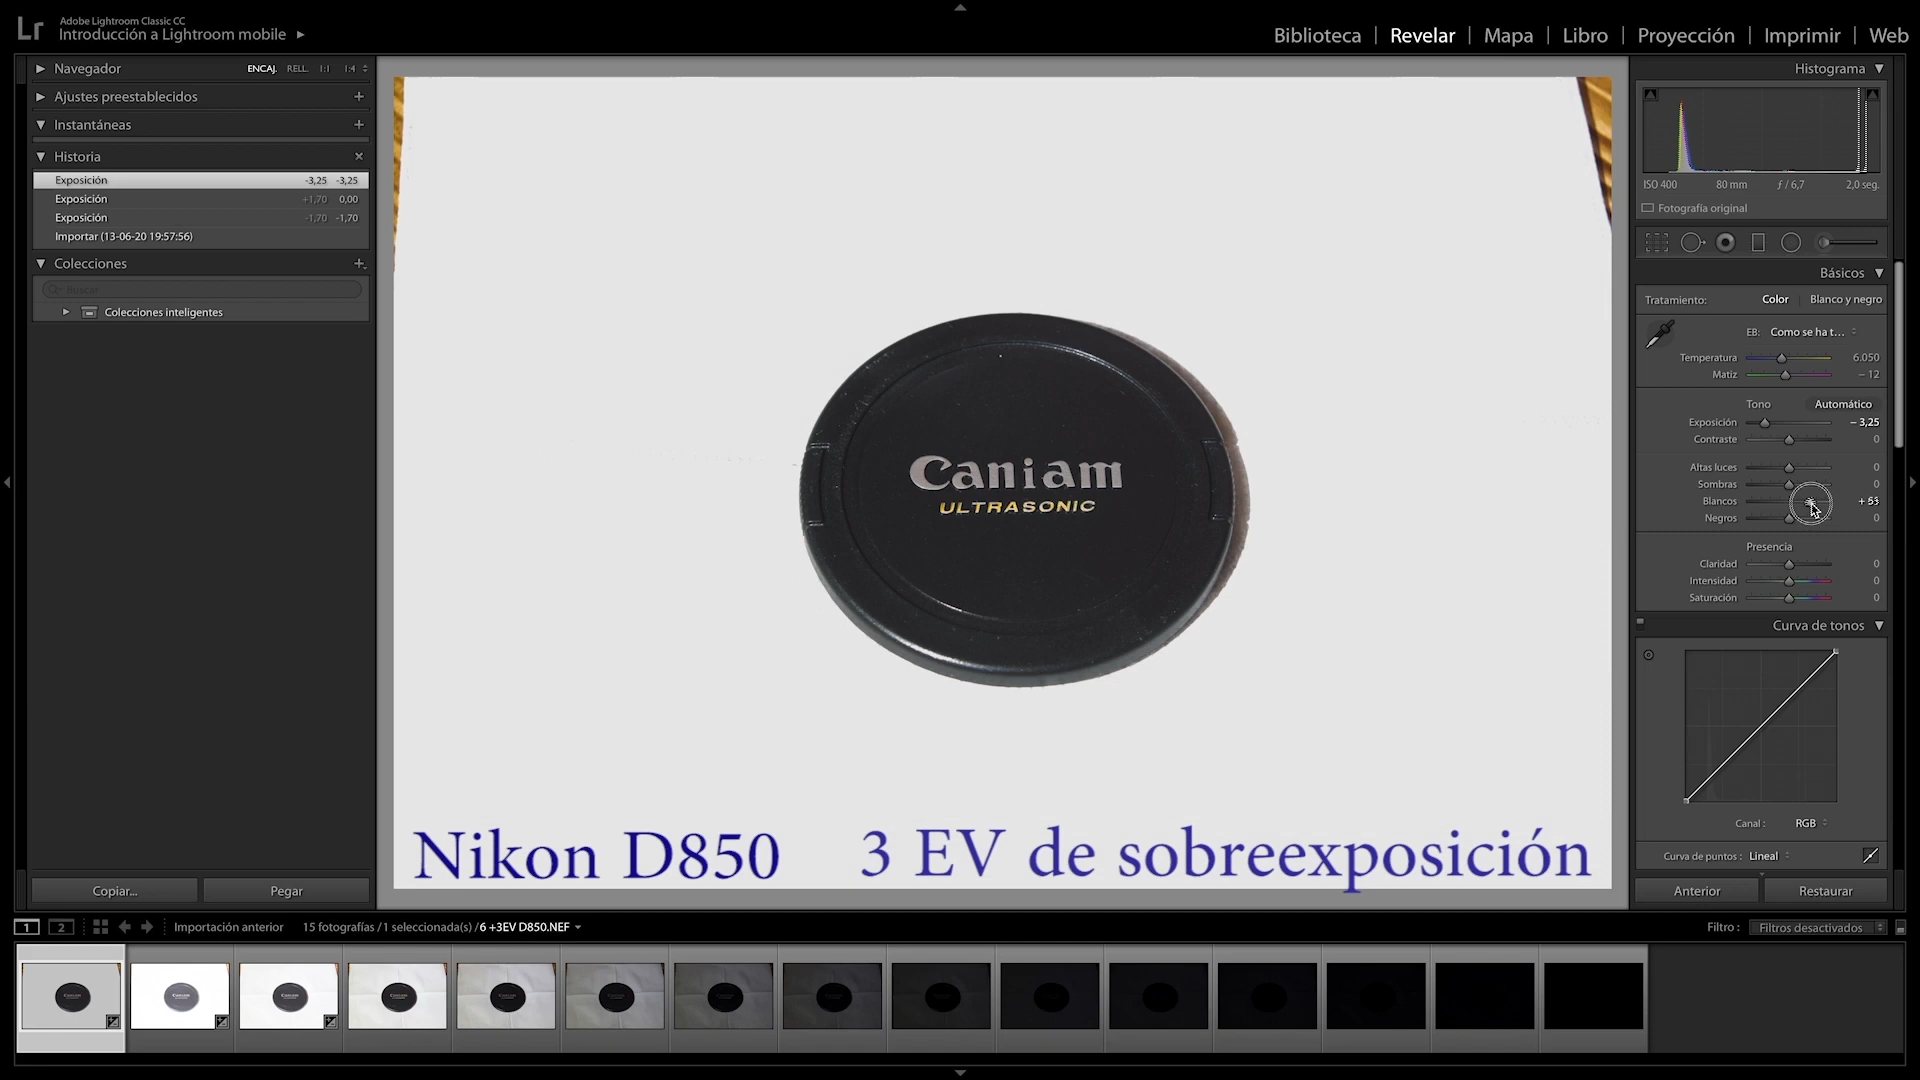 Adobe Lightroom Classic CC
Introducción a Lightroom mobile
Biblioteca | Revelar | Mapa | Libro | Proyección | Imprimir | Web
Navegador ENCAJ. RELL. 1:1 1:4
Ajustes preestablecidos
Instantáneas
Historia
Exposición -3,25 -3,25
Exposición +1,70 0,00
Exposición -1,70 -1,70
Importar (13-06-20 19:57:56)
Colecciones
Buscar
Colecciones inteligentes
Copiar... Pegar
Caniam
ULTRASONIC
Nikon D850 3 EV de sobreexposición
Histograma
ISO 400 80 mm ƒ / 6,7 2,0 seg.
Fotografía original
Básicos
Tratamiento: Color Blanco y negro
EB: Como se ha t...
Temperatura 6.050
Matiz – 12
Tono Automático
Exposición – 3,25
Contraste 0
Altas luces 0
Sombras 0
Blancos
Negros 0
Presencia
Claridad 0
Intensidad 0
Saturación 0
Curva de tonos
Canal : RGB
Curva de puntos : Lineal
Anterior Restaurar
1 2 Importación anterior 15 fotografías /1 seleccionada(s) /6 +3EV D850.NEF
Filtro : Filtros desactivados